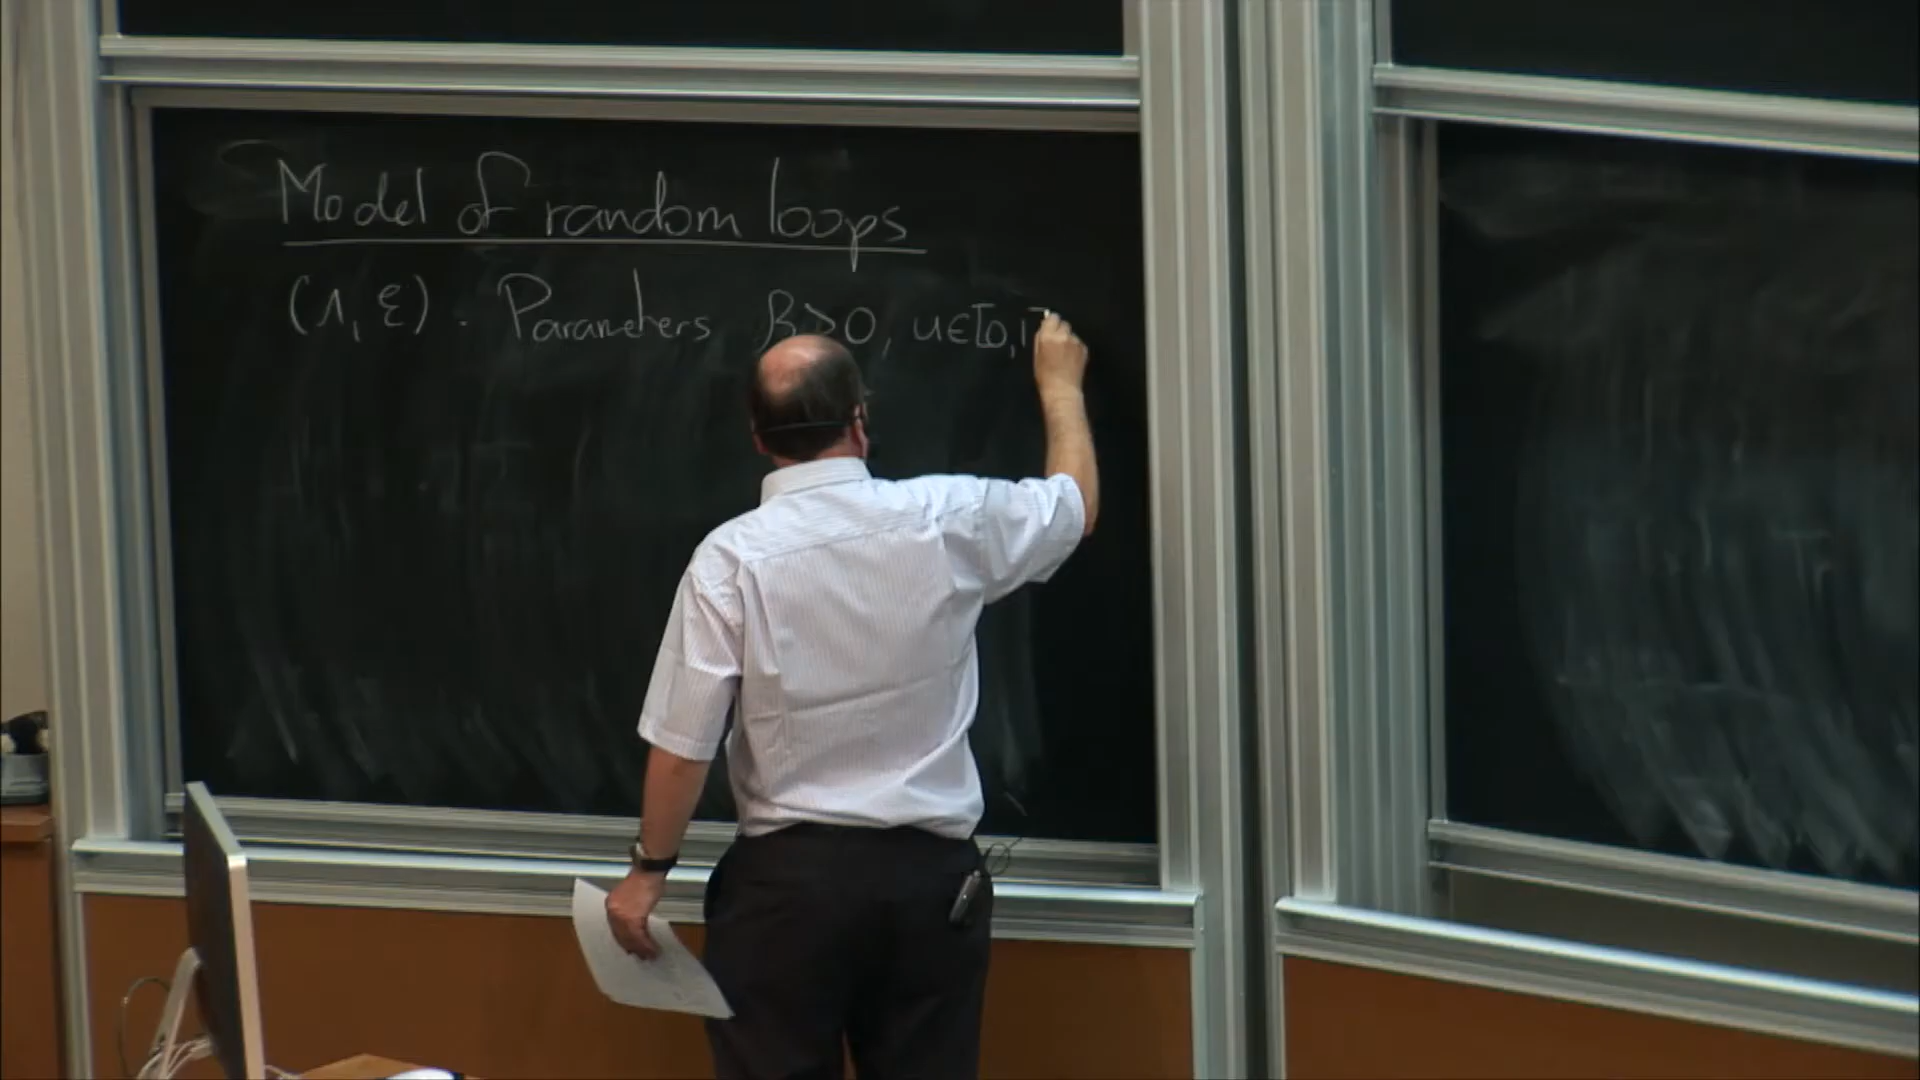 Model of random loops
(Λ, ℰ). Parameters β>0, u∈[0,1]